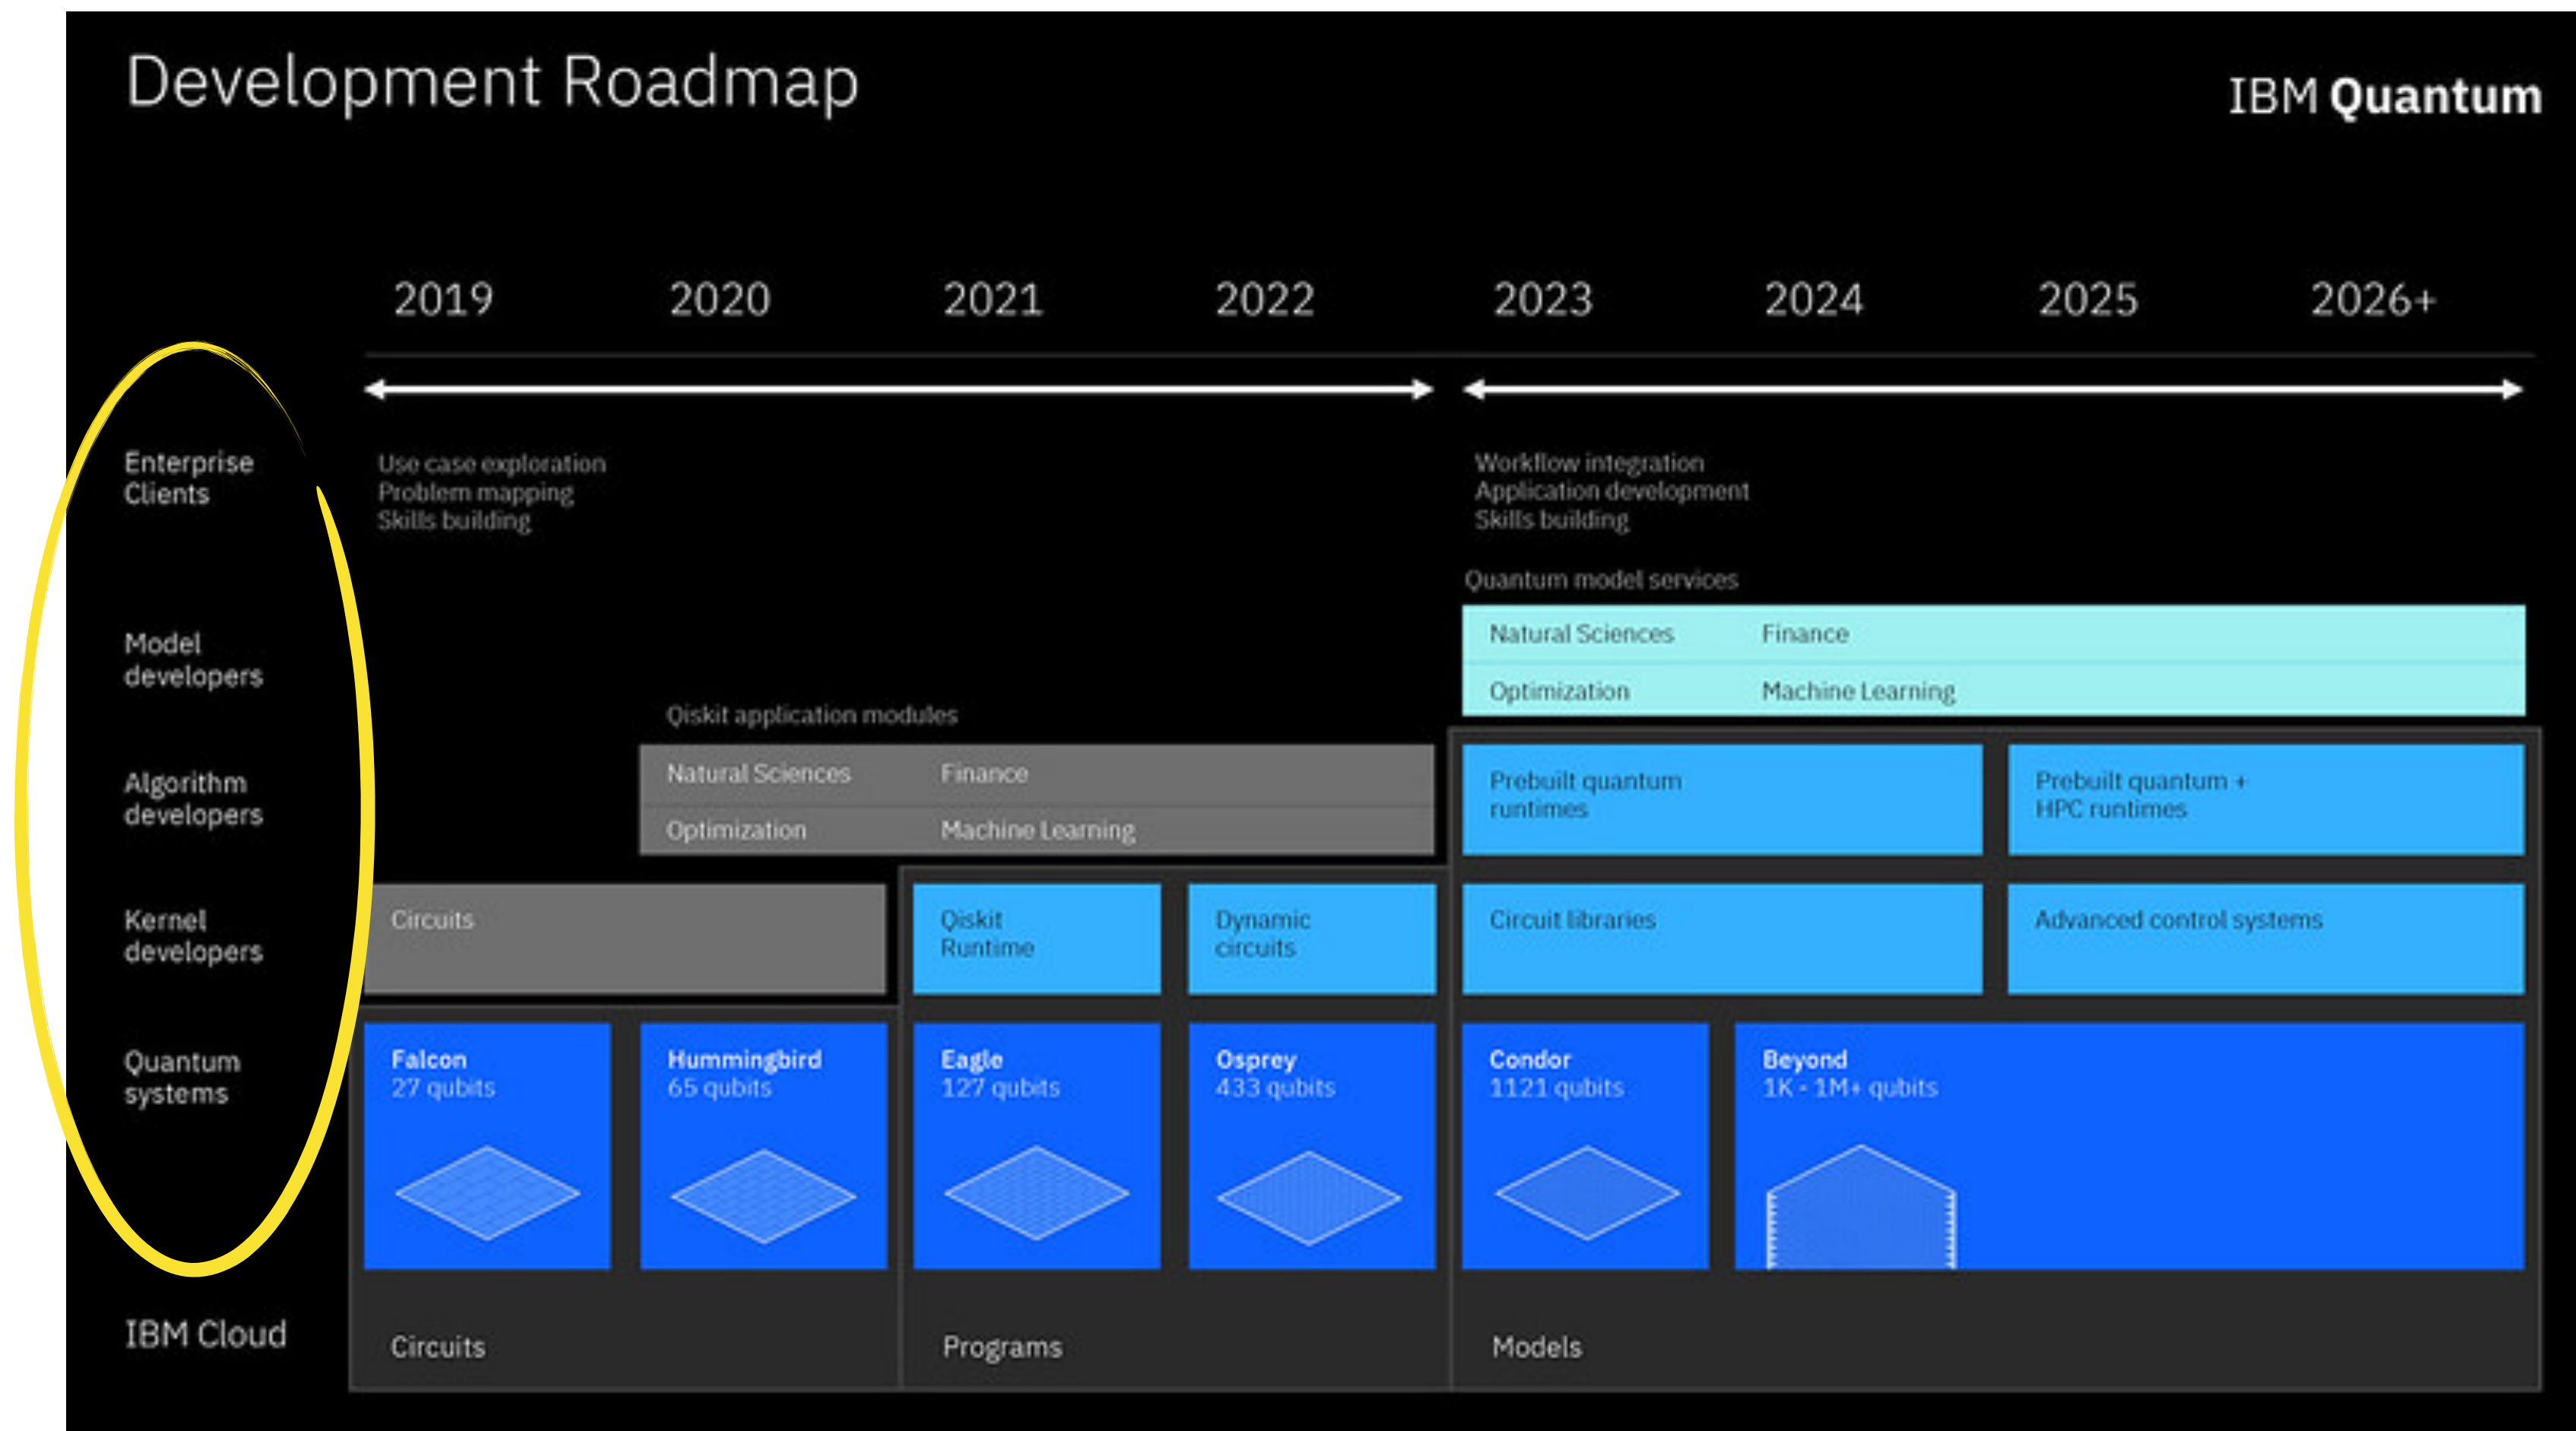 Development Roadmap
IBM Quantum
2019 2020 2021 2022 2023 2024 2025 2026+
Enterprise
Clients
Use case exploration
Problem mapping
Skills building
Workflow integration
Application development
Skills building
Model
developers
Quantum model services
Natural Sciences Finance
Optimization Machine Learning
Algorithm
developers
Qiskit application modules
Natural Sciences Finance
Optimization Machine Learning
Prebuilt quantum
runtimes
Prebuilt quantum +
HPC runtimes
Kernel
developers
Circuits
Qiskit
Runtime
Dynamic
circuits
Circuit libraries
Advanced control systems
Quantum
systems
Falcon
27 qubits
Hummingbird
65 qubits
Eagle
127 qubits
Osprey
433 qubits
Condor
1121 qubits
Beyond
1K - 1M+ qubits
IBM Cloud
Circuits
Programs
Models